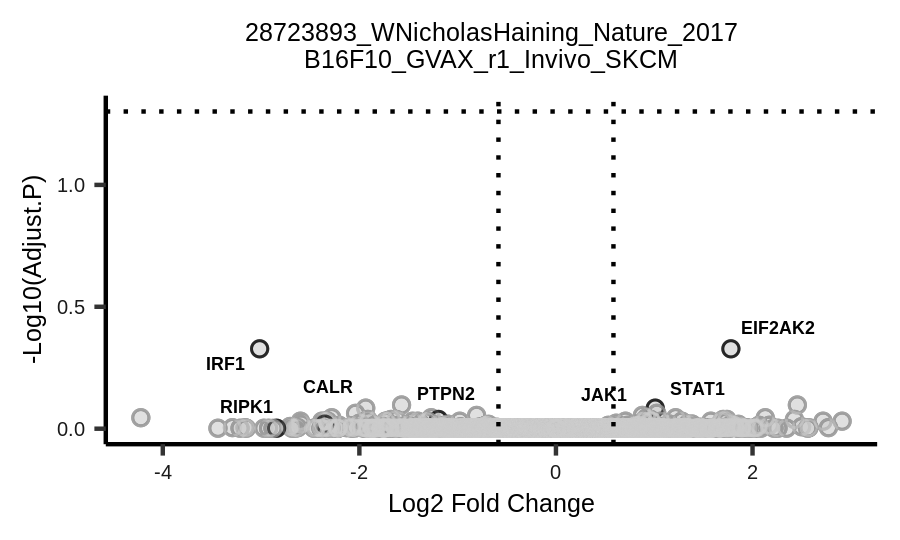 28723893_WNicholasHaining_Nature_2017
B16F10_GVAX_r1_Invivo_SKCM
-Log10(Adjust.P)
1.0
0.5
0.0
EIF2AK2
IRF1
CALR
PTPN2
JAK1
STAT1
RIPK1
-4
-2
0
2
Log2 Fold Change